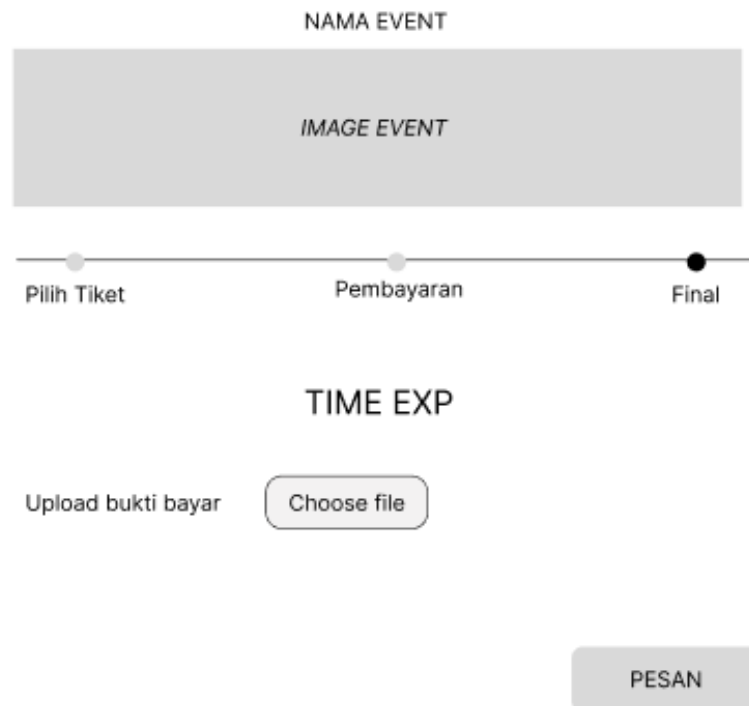 NAMA EVENT
IMAGE EVENT
Pilih Tiket
Pembayaran
Final
TIME EXP
Upload bukti bayar
Choose file
PESAN